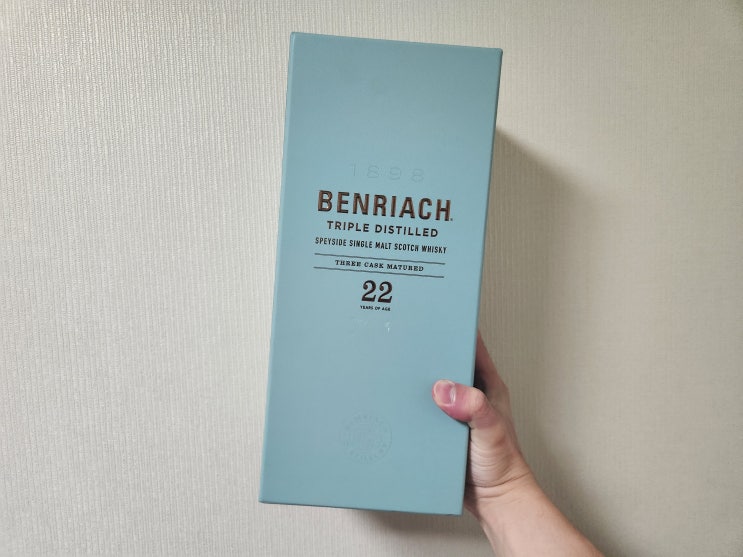 1898
BENRIACH
TRIPLE DISTILLED
SPEYSIDE SINGLE MALT SCOTCH WHISKY
THREE CASK MATURED
22
YEARS OF AGE